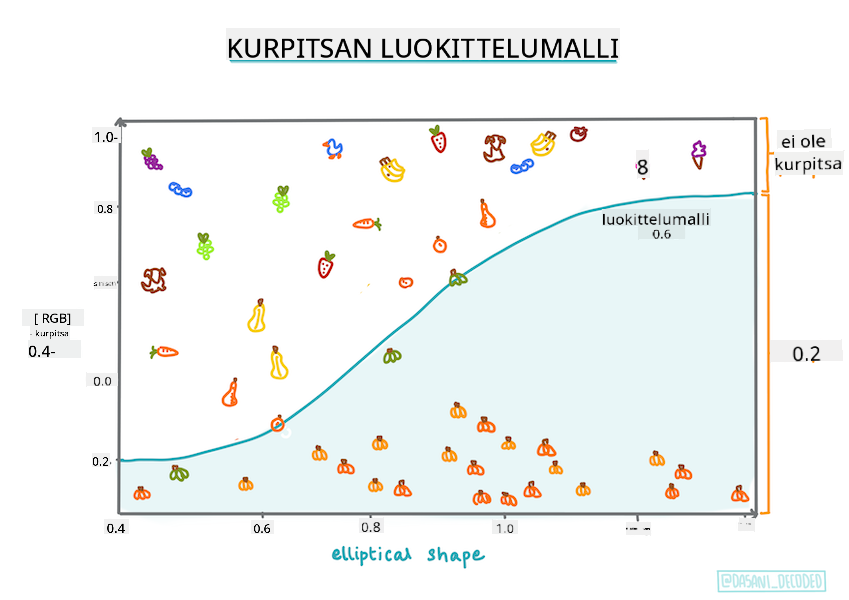 KURPITSAN LUOKITTELUMALLI
1.0-
ei ole
kurpitsa
8
0.8
luokittelumalli
0.6
[ RGB]
- kurpitsa
0.4-
0.2
0.0
0.2
0.4
0.6
0.8
1.0
elliptical shape
@DASANI_DECODED